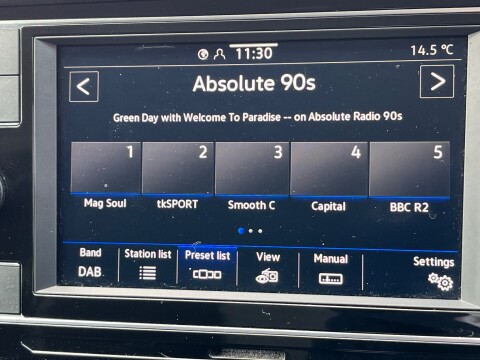 11:30
14.5 °C
Absolute 90s
Green Day with Welcome To Paradise -- on Absolute Radio 90s
1 2 3 4 5
Mag Soul tkSPORT Smooth C Capital BBC R2
Band Station list Preset list View Manual Settings
DAB